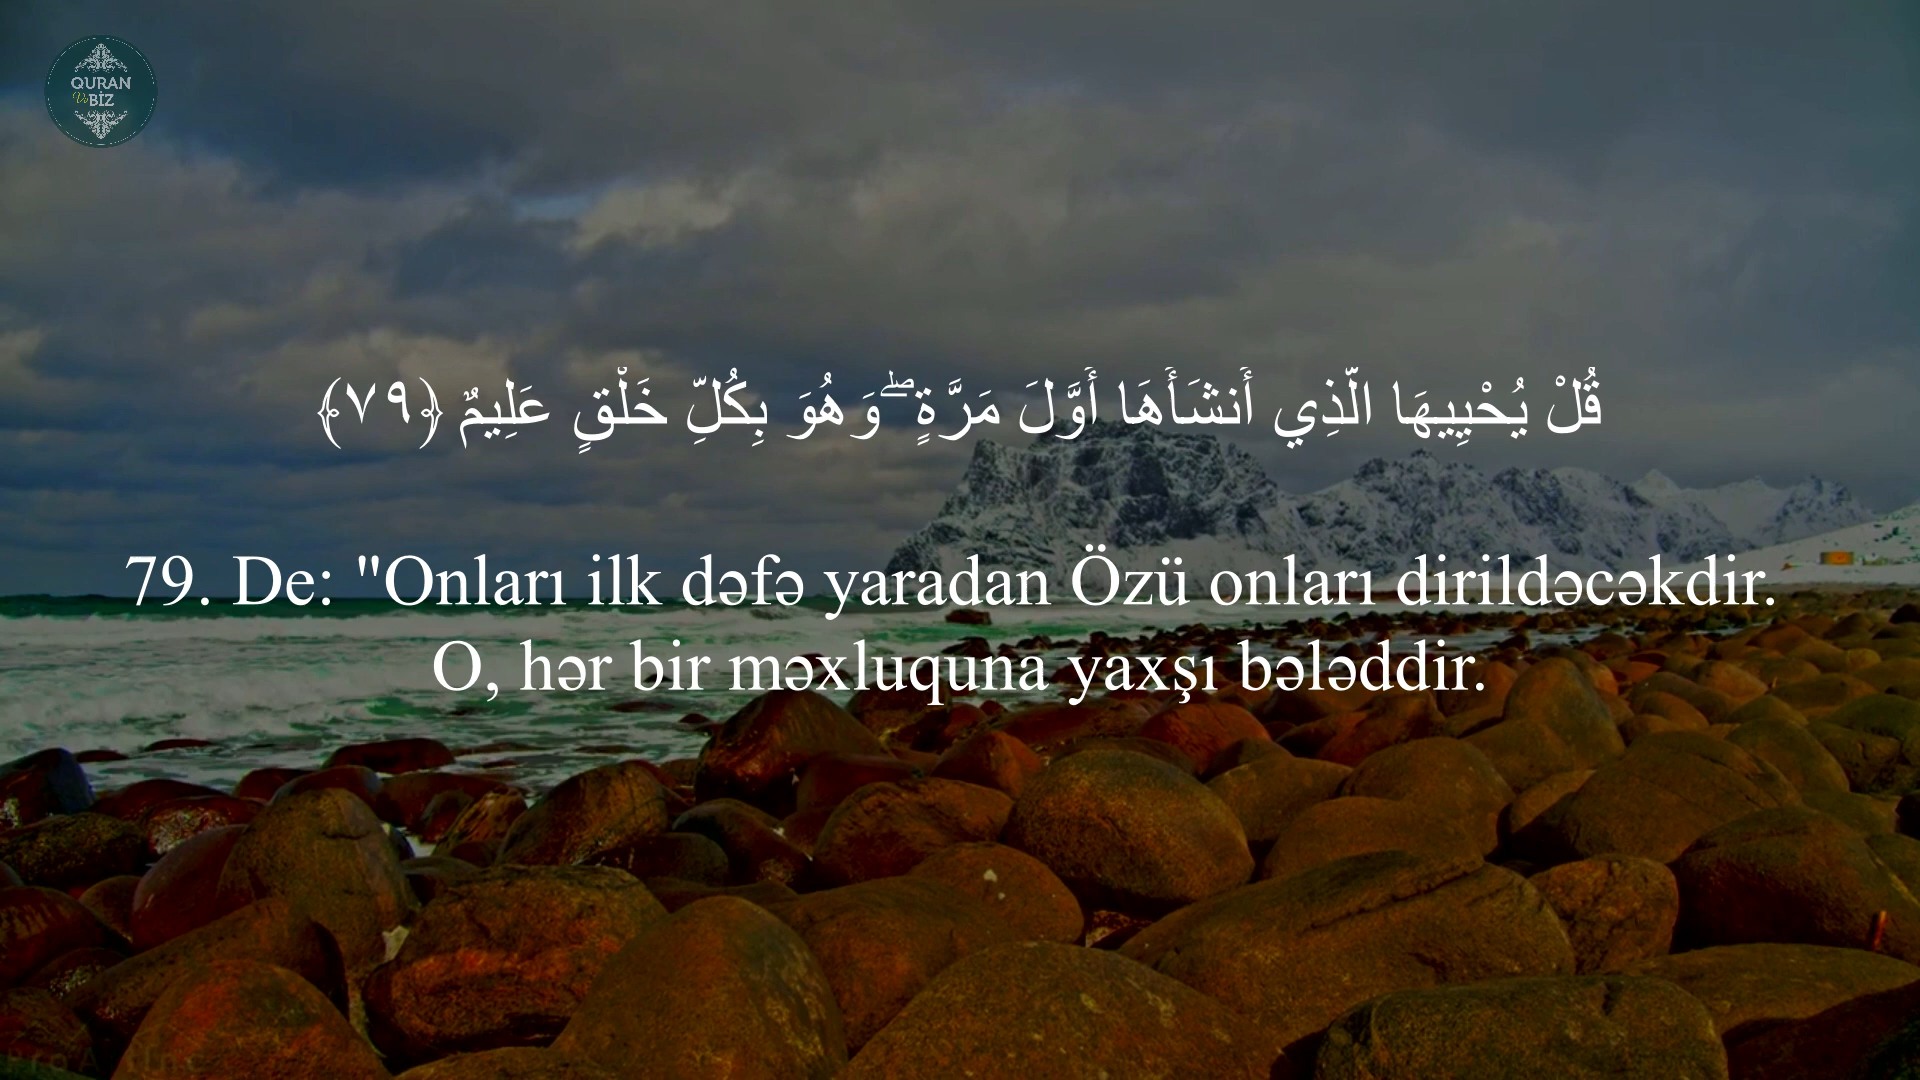 QURAN
Və BİZ
قُلْ يُحْيِيهَا الَّذِي أَنشَأَهَا أَوَّلَ مَرَّةٍ ۖ وَهُوَ بِكُلِّ خَلْقٍ عَلِيمٌ ﴿٧٩﴾
79. De: "Onları ilk dəfə yaradan Özü onları dirildəcəkdir.
O, hər bir məxluquna yaxşı bələddir.